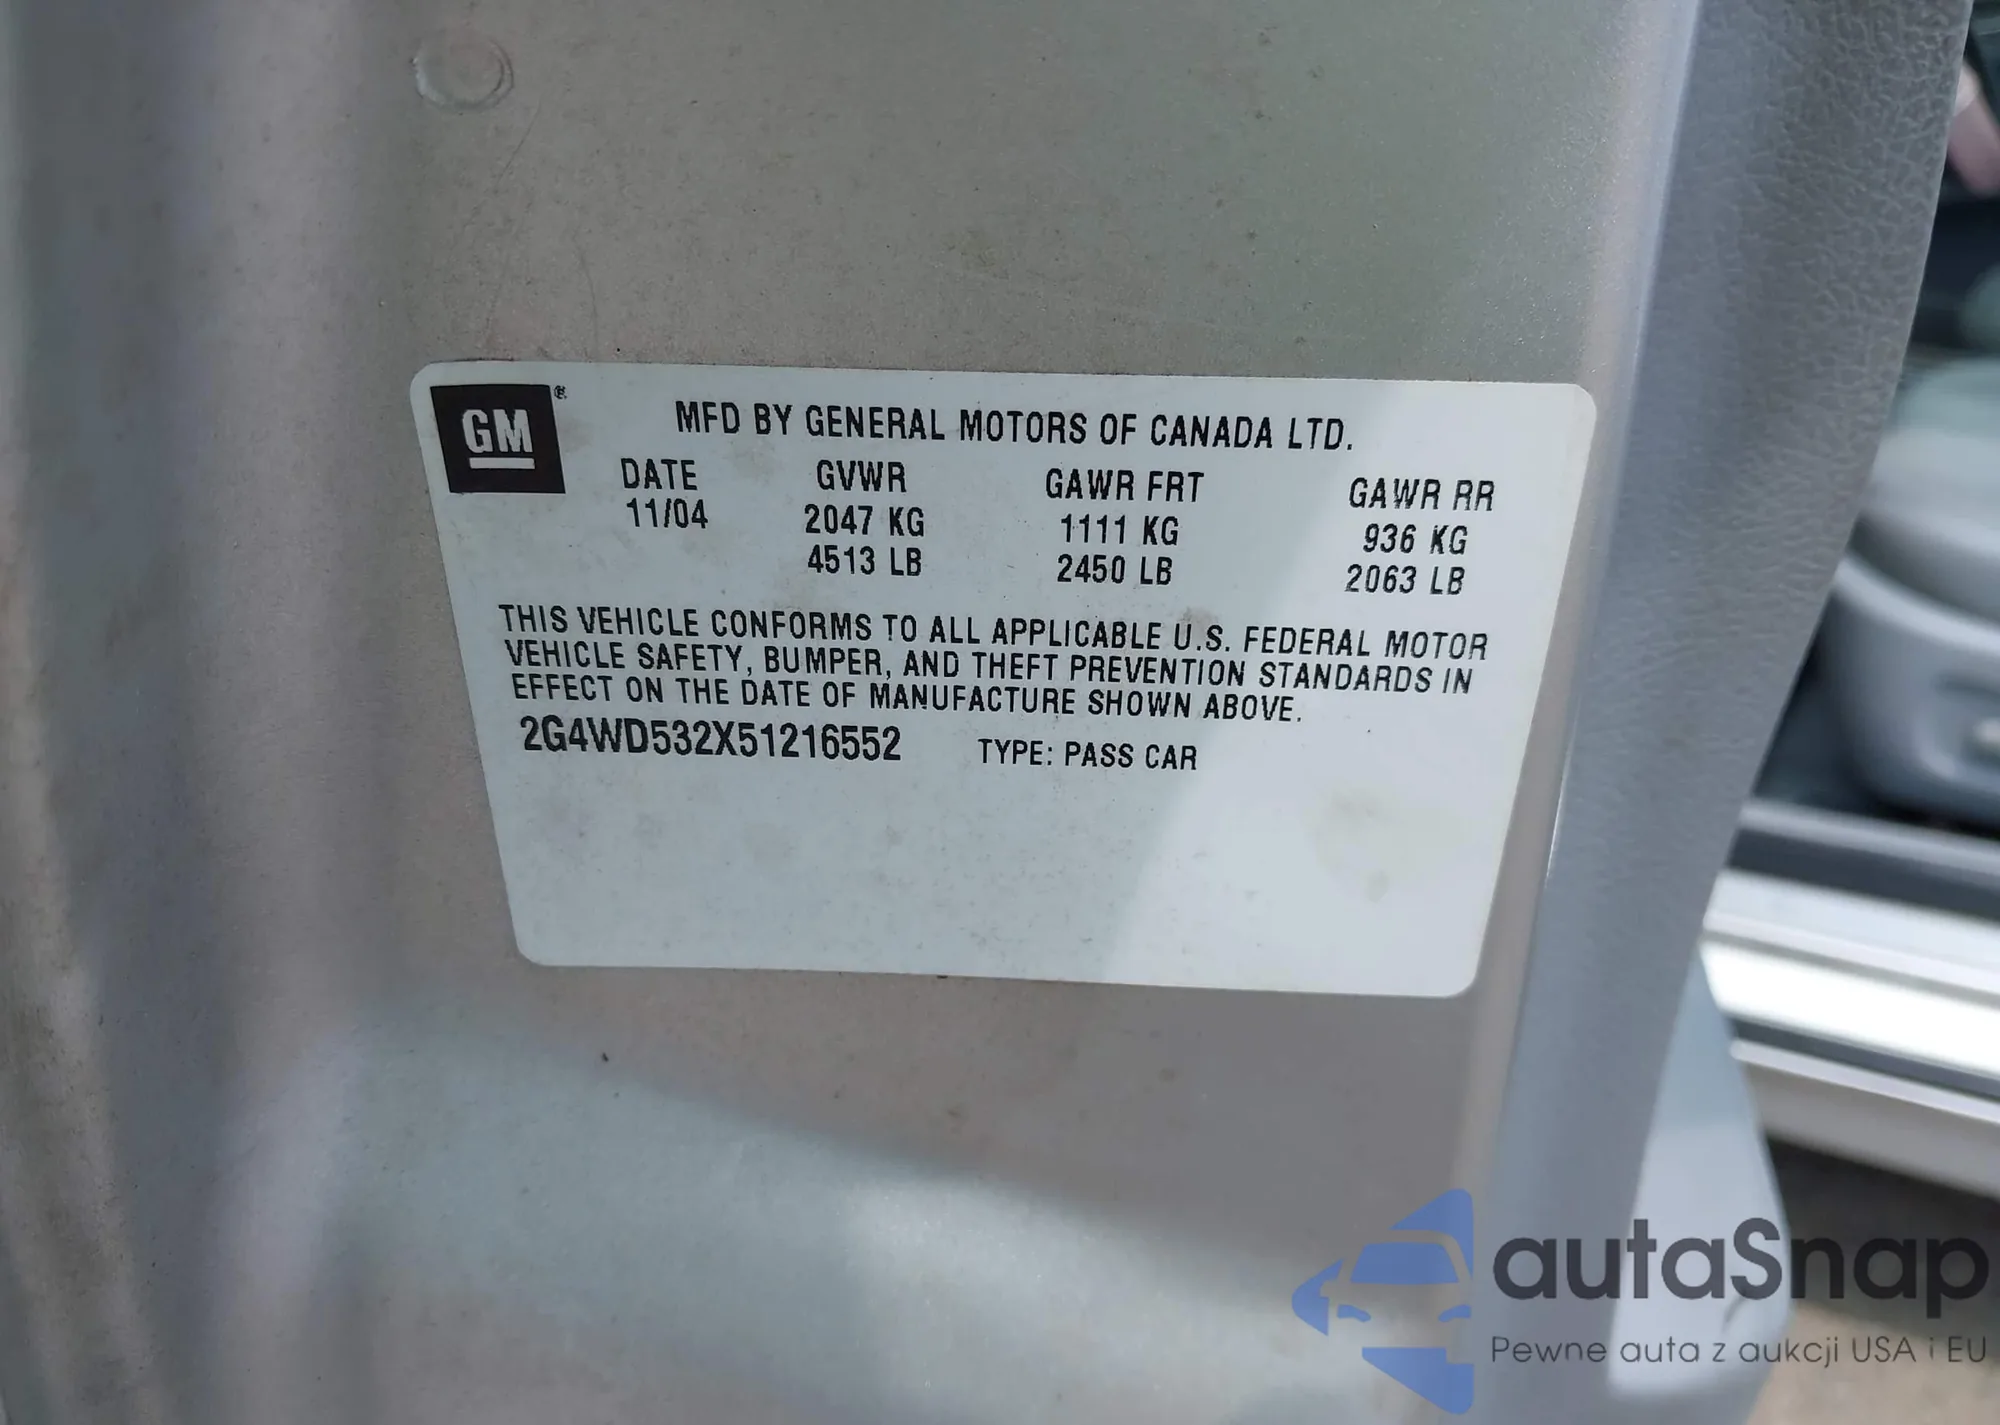 GM®
MFD BY GENERAL MOTORS OF CANADA LTD.
DATE GVWR GAWR FRT GAWR RR
11/04 2047 KG 1111 KG 936 KG
4513 LB 2450 LB 2063 LB
THIS VEHICLE CONFORMS TO ALL APPLICABLE U.S. FEDERAL MOTOR
VEHICLE SAFETY, BUMPER, AND THEFT PREVENTION STANDARDS IN
EFFECT ON THE DATE OF MANUFACTURE SHOWN ABOVE.
2G4WD532X51216552 TYPE: PASS CAR
autaSnap
Pewne auta z aukcji USA i EU